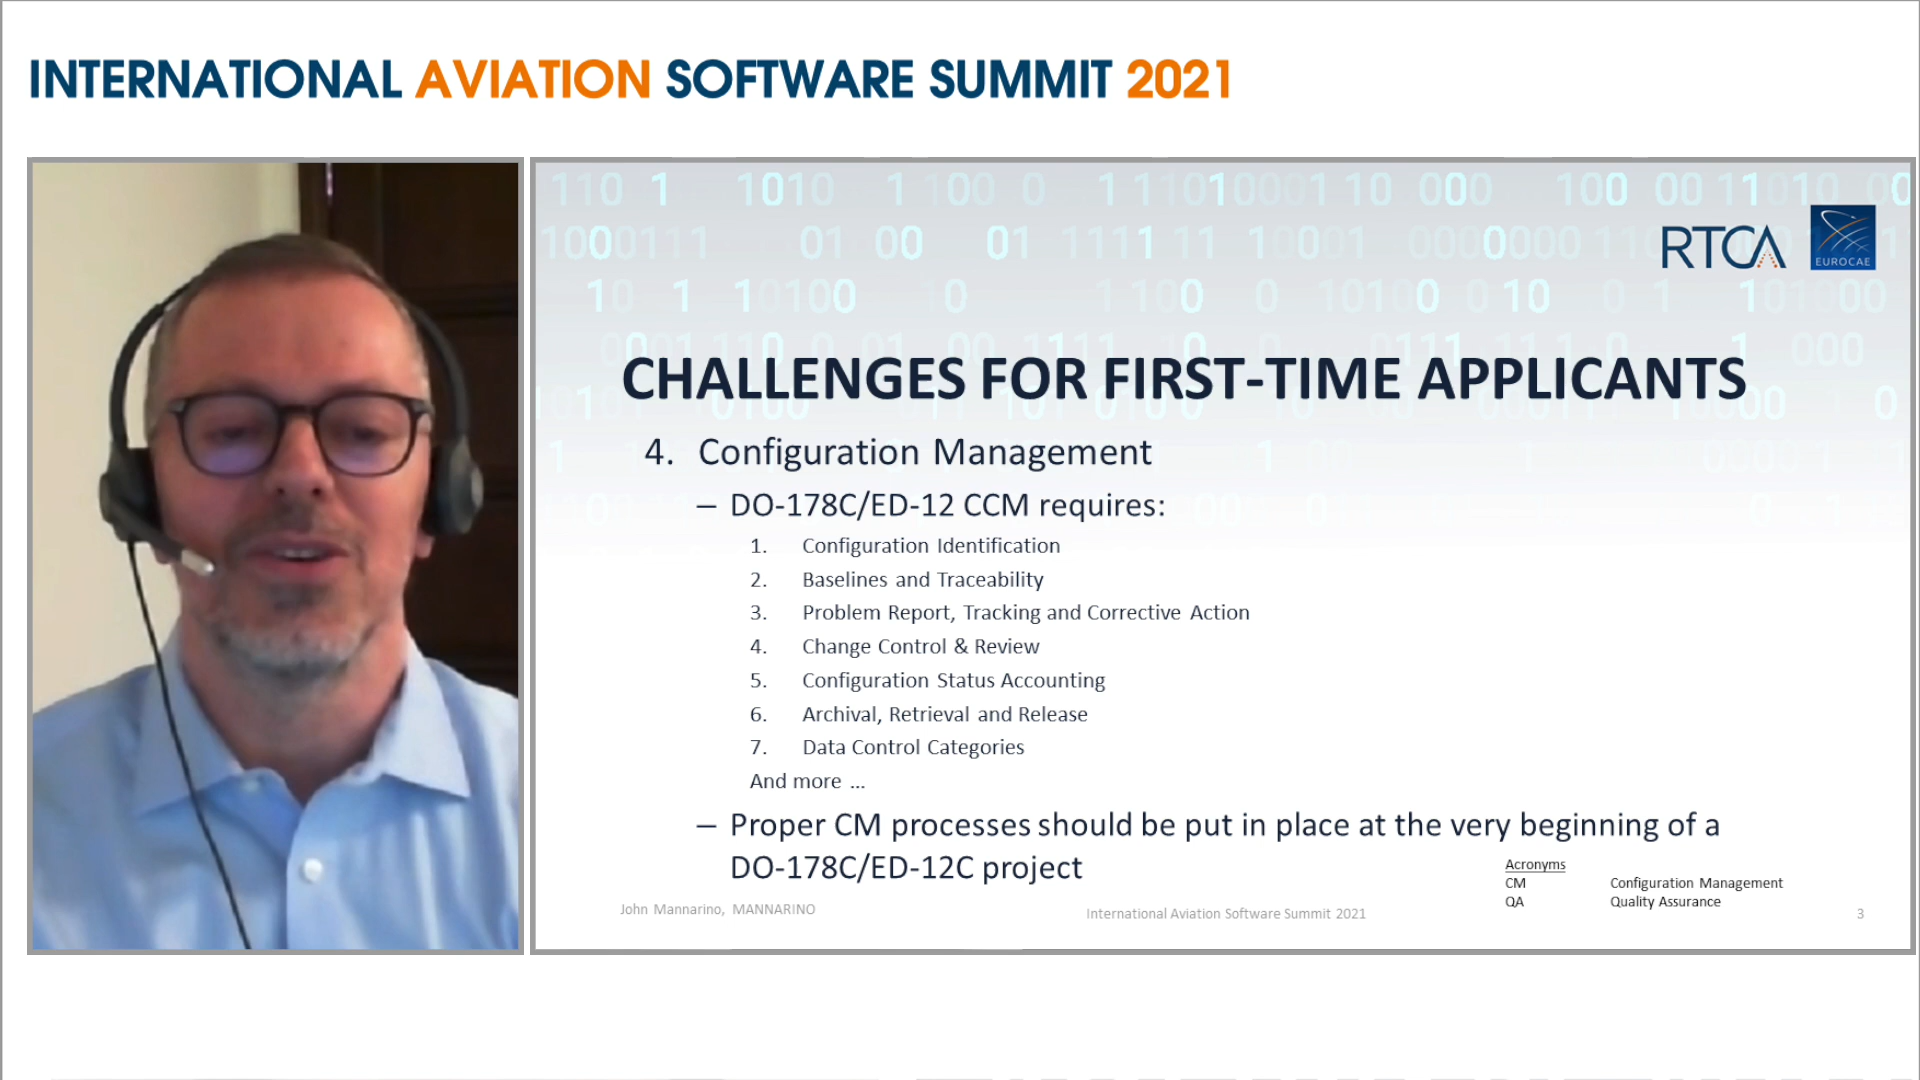 INTERNATIONAL AVIATION SOFTWARE SUMMIT 2021
RTCA
EUROCAE
CHALLENGES FOR FIRST-TIME APPLICANTS
4. Configuration Management
– DO-178C/ED-12 CCM requires:
1. Configuration Identification
2. Baselines and Traceability
3. Problem Report, Tracking and Corrective Action
4. Change Control & Review
5. Configuration Status Accounting
6. Archival, Retrieval and Release
7. Data Control Categories
And more ...
– Proper CM processes should be put in place at the very beginning of a
DO-178C/ED-12C project
Acronyms
CM Configuration Management
QA Quality Assurance
John Mannarino, MANNARINO
International Aviation Software Summit 2021
3